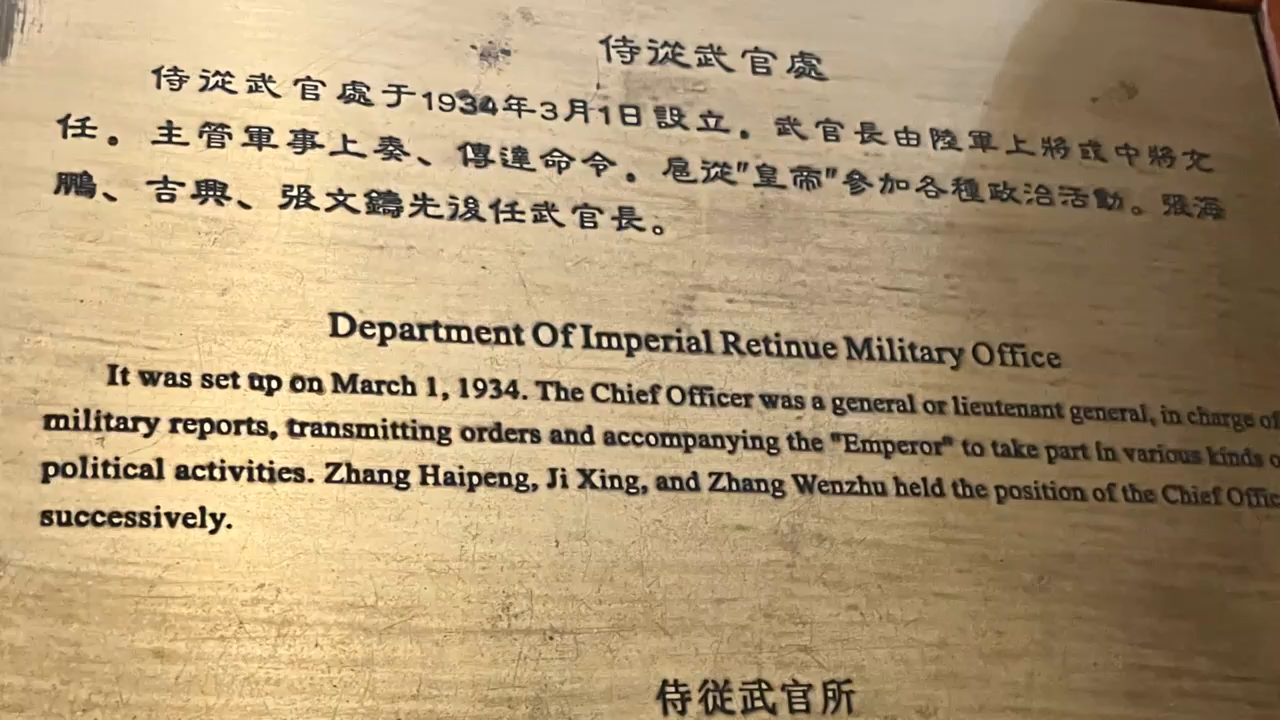 侍從武官處
侍從武官處于1934年3月1日設立。武官長由陸軍上將或中將充
任。主管軍事上奏、傳達命令。扈從"皇帝"參加各種政治活動。張海
鵬、吉興、張文鑄先後任武官長。
Department Of Imperial Retinue Military Office
It was set up on March 1, 1934. The Chief Officer was a general or lieutenant general, in charge of
military reports, transmitting orders and accompanying the "Emperor" to take part in various kinds
political activities. Zhang Haipeng, Ji Xing, and Zhang Wenzhu held the position of the Chief Offic
successively.
侍從武官所